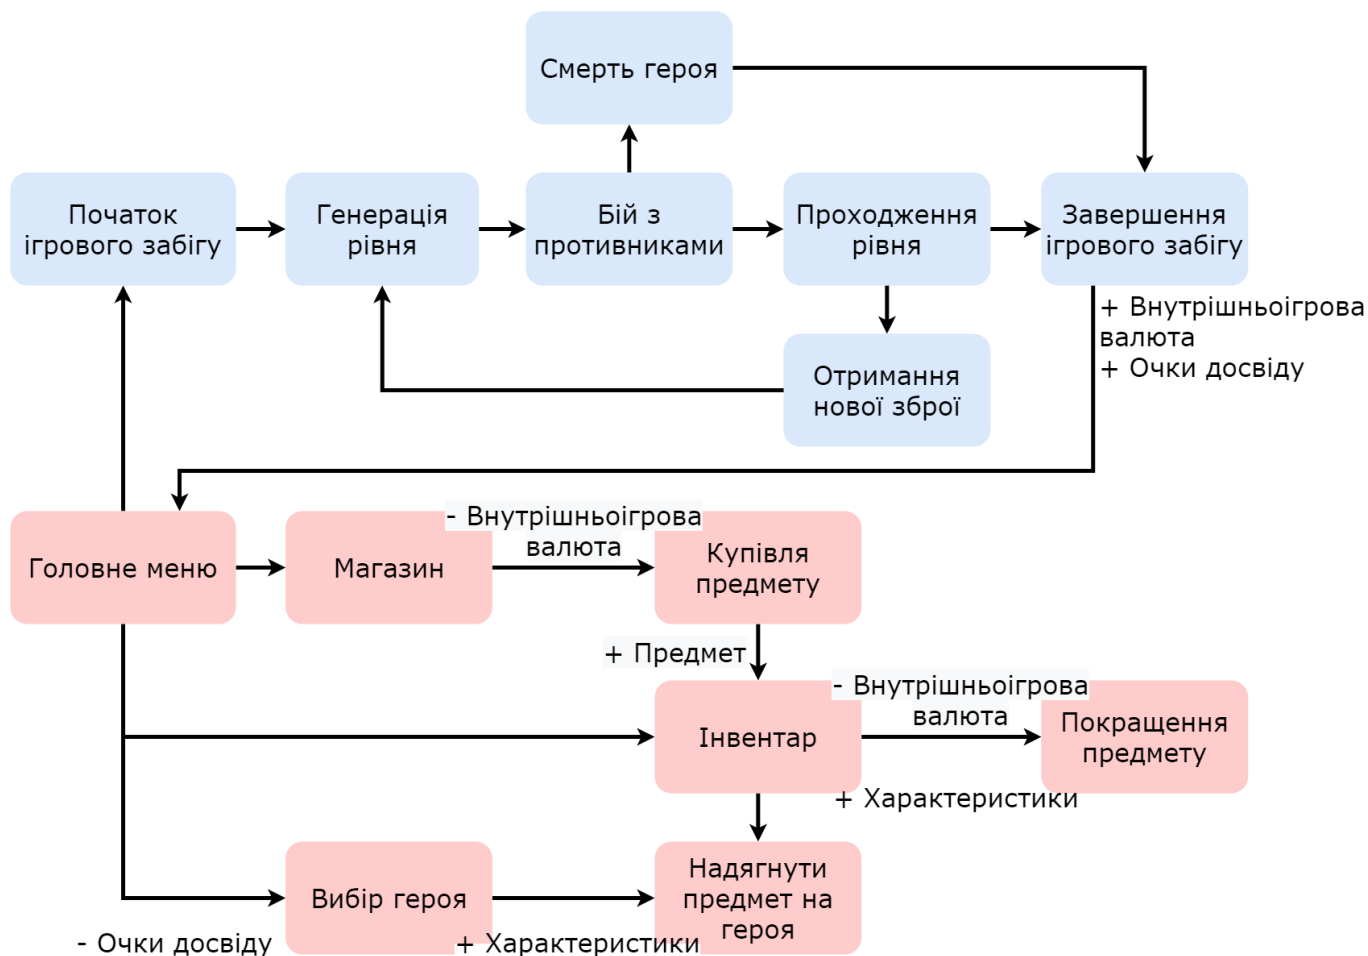 Смерть героя
Початок
ігрового забігу
Генерація
рівня
Бій з
противниками
Проходження
рівня
Завершення
ігрового забігу
+ Внутрішньоігрова
валюта
+ Очки досвіду
Отримання
нової зброї
Головне меню
Магазин
- Внутрішньоігрова
валюта
Купівля
предмету
+ Предмет
Інвентар
- Внутрішньоігрова
валюта
Покращення
предмету
+ Характеристики
Вибір героя
Надягнути
предмет на
героя
- Очки досвіду
+ Характеристики